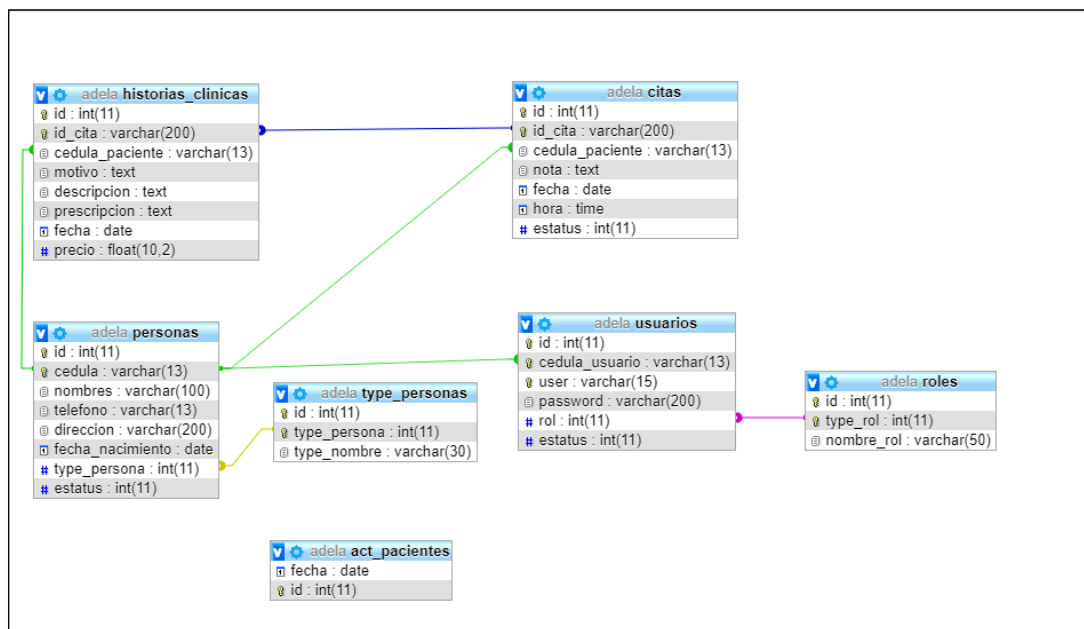 adela historias_clinicas
id : int(11)
id_cita : varchar(200)
cedula_paciente : varchar(13)
motivo : text
descripcion : text
prescripcion : text
fecha : date
# precio : float(10,2)
adela citas
id : int(11)
id_cita : varchar(200)
cedula_paciente : varchar(13)
nota : text
fecha : date
hora : time
# estatus : int(11)
adela personas
id : int(11)
cedula : varchar(13)
nombres : varchar(100)
telefono : varchar(13)
direccion : varchar(200)
fecha_nacimiento : date
# type_persona : int(11)
# estatus : int(11)
adela type_personas
id : int(11)
type_persona : int(11)
type_nombre : varchar(30)
adela usuarios
id : int(11)
cedula_usuario : varchar(13)
user : varchar(15)
password : varchar(200)
# rol : int(11)
# estatus : int(11)
adela roles
id : int(11)
type_rol : int(11)
nombre_rol : varchar(50)
adela act_pacientes
fecha : date
id : int(11)